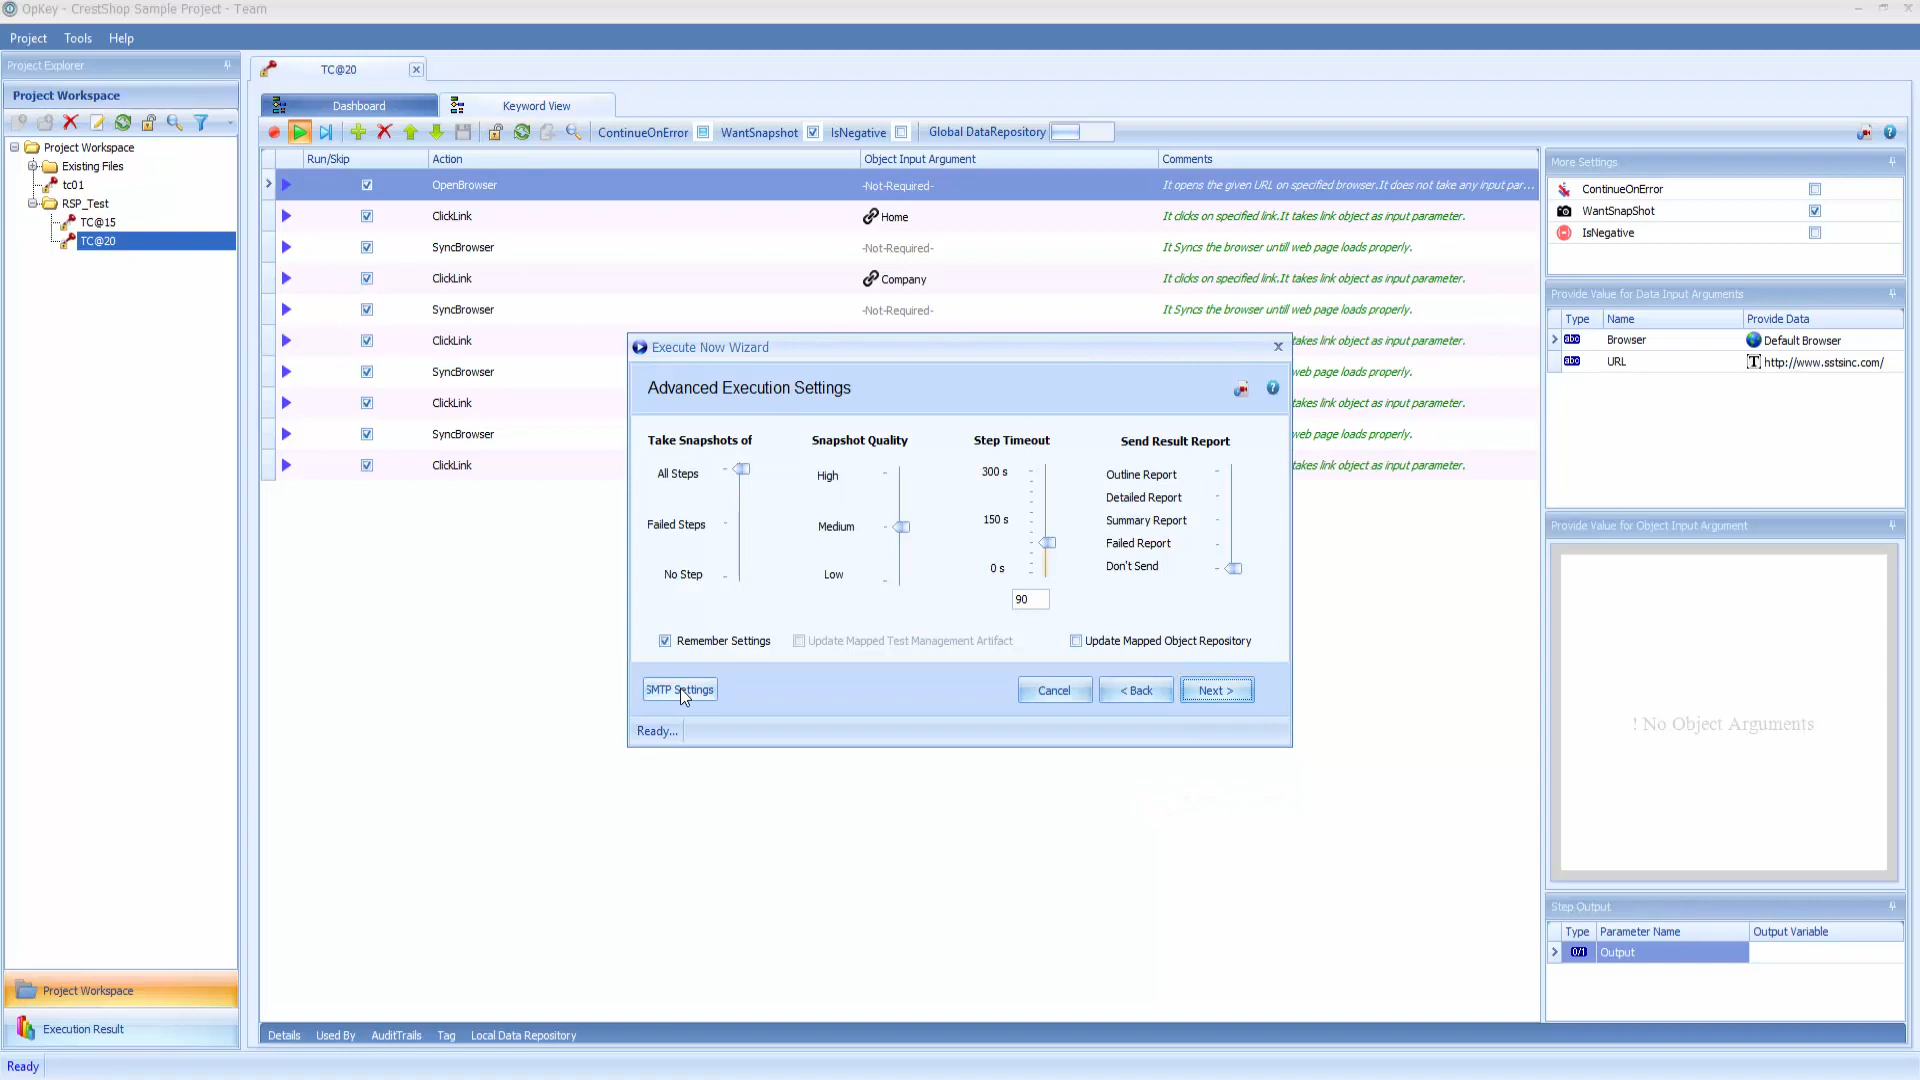 OpKey - CrestShop Sample Project - Team
Project Tools Help
Project Explorer
Project Workspace
Project Workspace
Existing Files
tc01
RSP_Test
TC@15
TC@20
Project Workspace
Execution Result
Ready
TC@20
Dashboard Keyword View
ContinueOnError WantSnapshot IsNegative Global DataRepository
Run/Skip Action Object Input Argument Comments
OpenBrowser -Not-Required- It opens the given URL on specified browser.It does not take any input par...
ClickLink Home It clicks on specified link.It takes link object as input parameter.
SyncBrowser -Not-Required- It Syncs the browser untill web page loads properly.
ClickLink Company It clicks on specified link.It takes link object as input parameter.
SyncBrowser -Not-Required- It Syncs the browser untill web page loads properly.
ClickLink takes link object as input parameter.
SyncBrowser web page loads properly.
ClickLink takes link object as input parameter.
SyncBrowser web page loads properly.
ClickLink takes link object as input parameter.
Execute Now Wizard
Advanced Execution Settings
Take Snapshots of
All Steps
Failed Steps
No Step
Snapshot Quality
High
Medium
Low
Step Timeout
300 s
150 s
0 s
90
Send Result Report
Outline Report
Detailed Report
Summary Report
Failed Report
Don't Send
Remember Settings Update Mapped Test Management Artifact Update Mapped Object Repository
SMTP Settings Cancel < Back Next >
Ready...
Details Used By AuditTrails Tag Local Data Repository
More Settings
ContinueOnError
WantSnapShot
IsNegative
Provide Value for Data Input Arguments
Type Name Provide Data
abc Browser Default Browser
abc URL T http://www.sstsinc.com/
Provide Value for Object Input Argument
! No Object Arguments
Step Output
Type Parameter Name Output Variable
0/1 Output